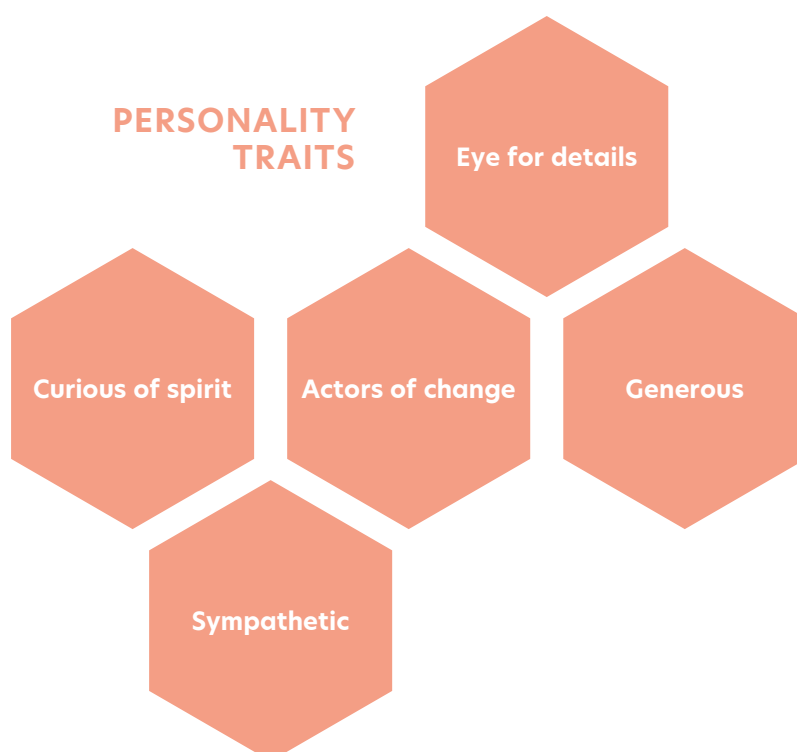 PERSONALITY
TRAITS
Eye for details
Curious of spirit
Actors of change
Generous
Sympathetic